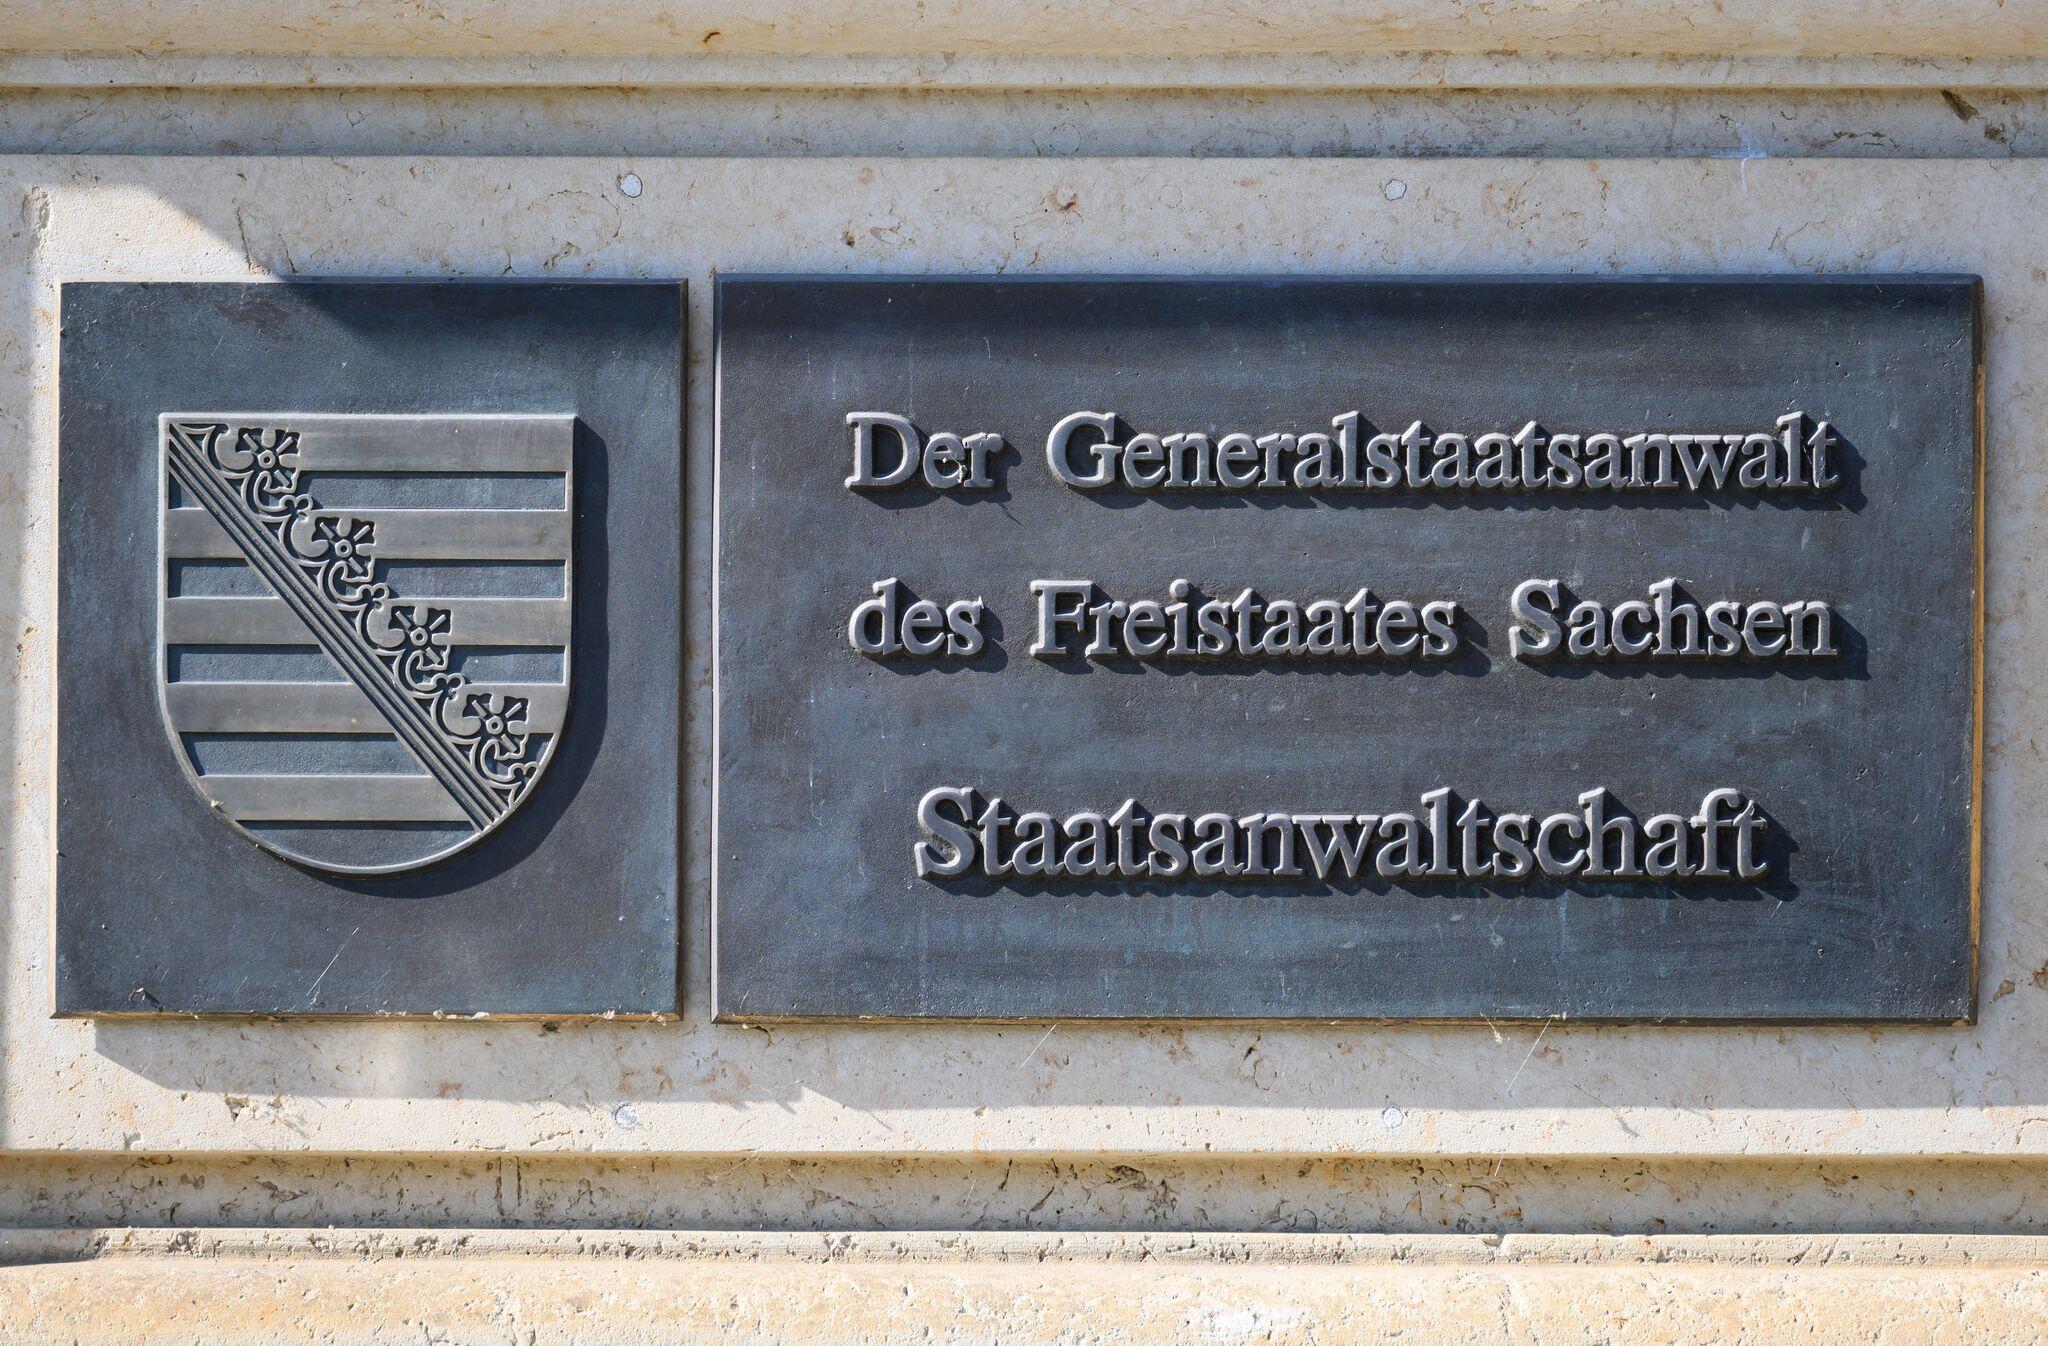 Der Generalstaatsanwalt
des Freistaates Sachsen
Staatsanwaltschaft